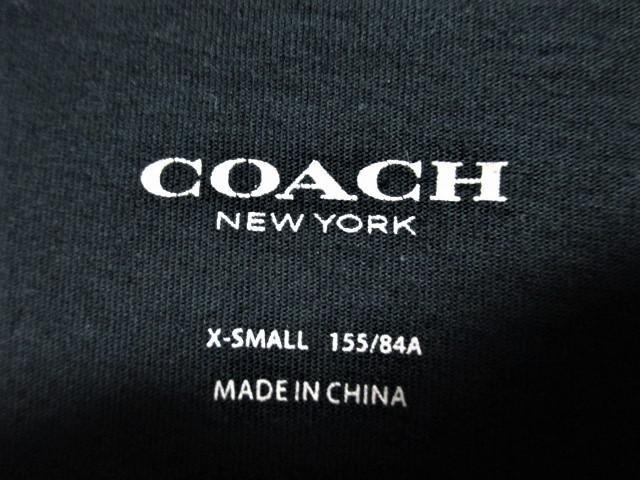 COACH
NEW YORK
X-SMALL 155/84A
MADE IN CHINA